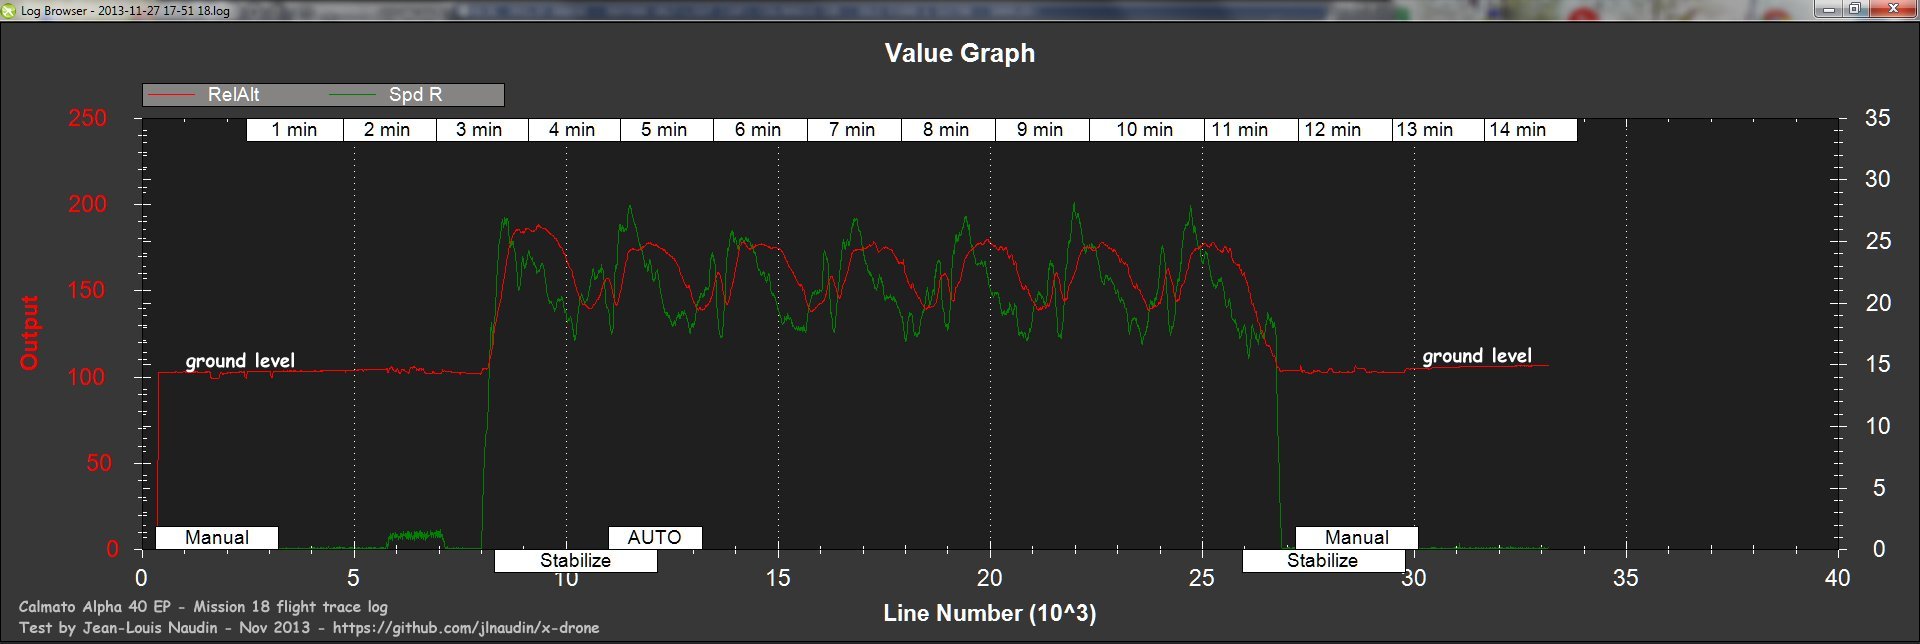 Log Browser - 2013-11-27 17-51 18.log
Value Graph
RelAlt Spd R
250 1 min 2 min 3 min 4 min 5 min 6 min 7 min 8 min 9 min 10 min 11 min 12 min 13 min 14 min 35
30
200
25
150
20
Output
ground level ground level
100 15
10
50
5
Manual AUTO Manual
0 0
Stabilize Stabilize
0 5 10 15 20 25 30 35 40
Line Number (10^3)
Calmato Alpha 40 EP - Mission 18 flight trace log
Test by Jean-Louis Naudin - Nov 2013 - https://github.com/jlnaudin/x-drone